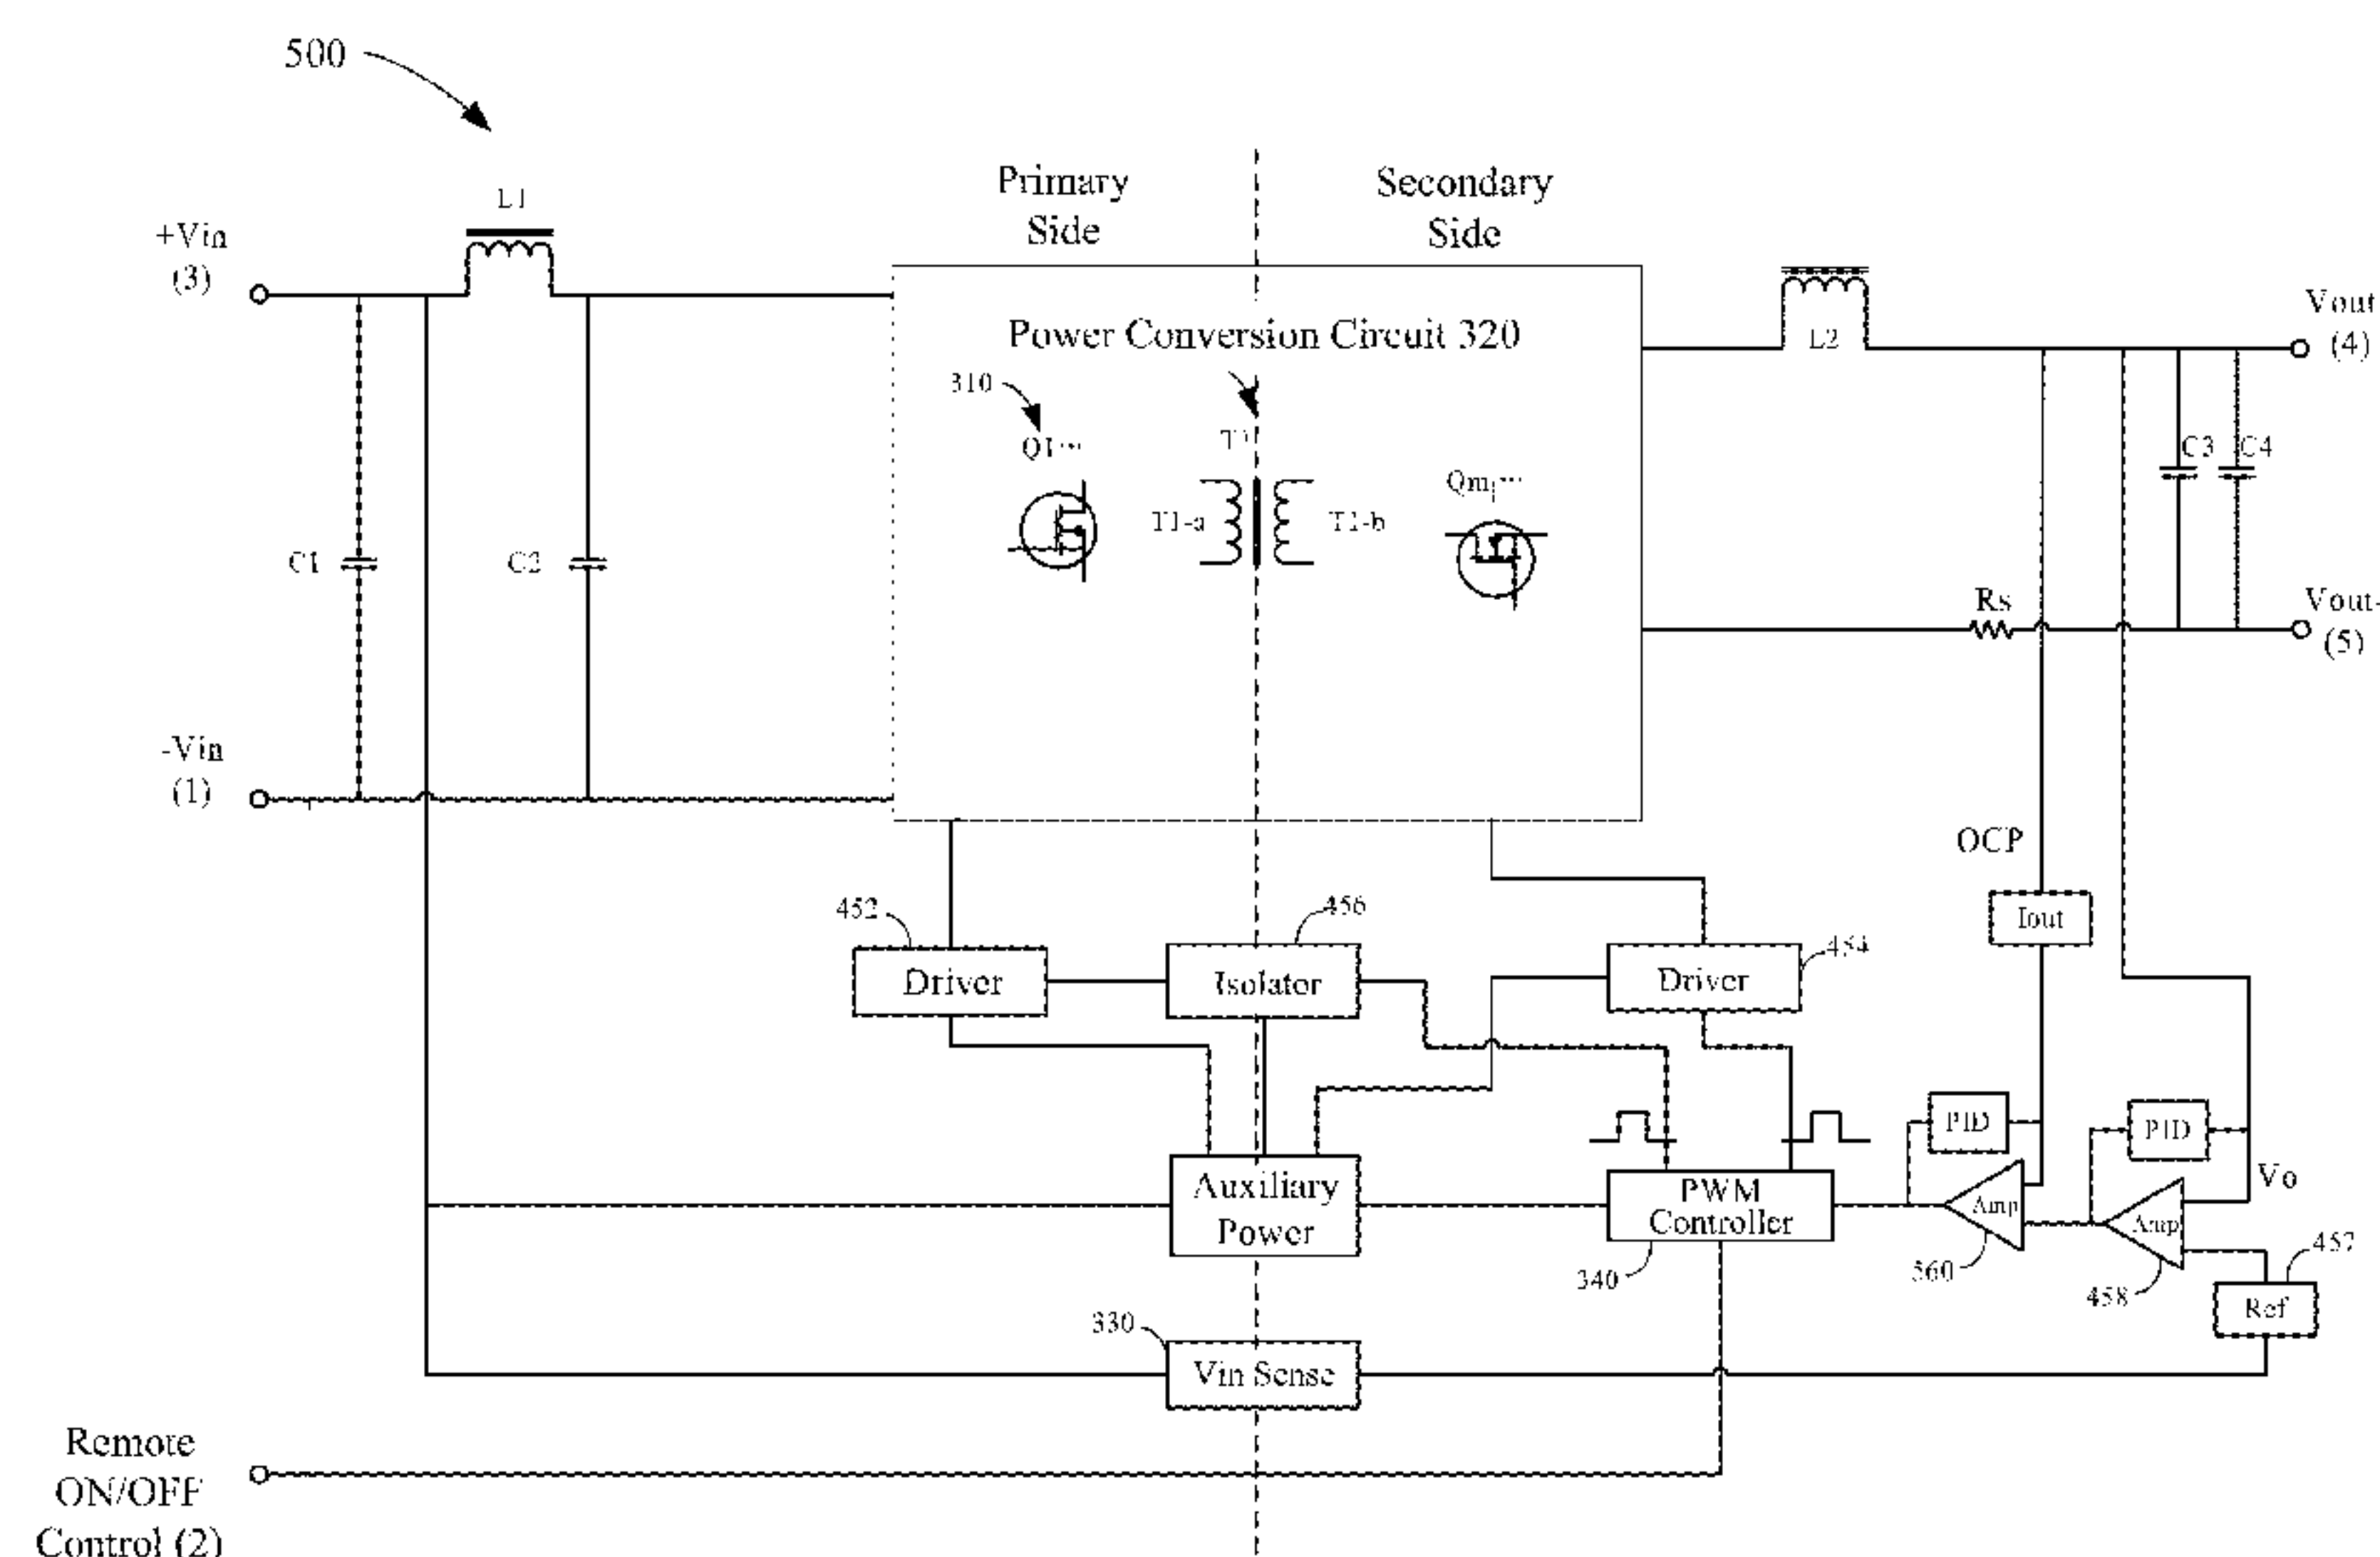 500
Primary
Side
Secondary
Side
L1
+Vin
(3)
Vout
(4)
L2
Power Conversion Circuit 320
310
Q1...
T1
T1-a
T1-b
Qm...
C1
C2
C3
C4
Rs
Vout-
(5)
-Vin
(1)
OCP
Iout
452
456
454
Driver
Isolator
Driver
PID
PID
Auxiliary
Power
PWM
Controller
Amp
Amp
Vo
340
560
458
457
Ref
330
Vin Sense
Remote
ON/OFF
Control (2)